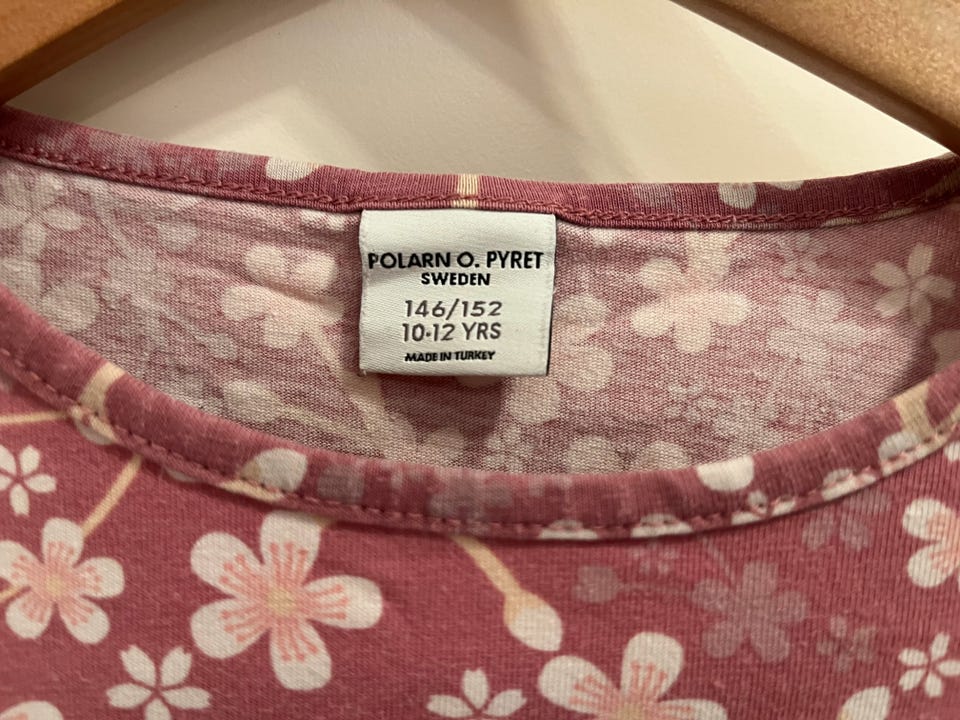 POLARN O. PYRET
SWEDEN
146/152
10-12 YRS
MADE IN TURKEY